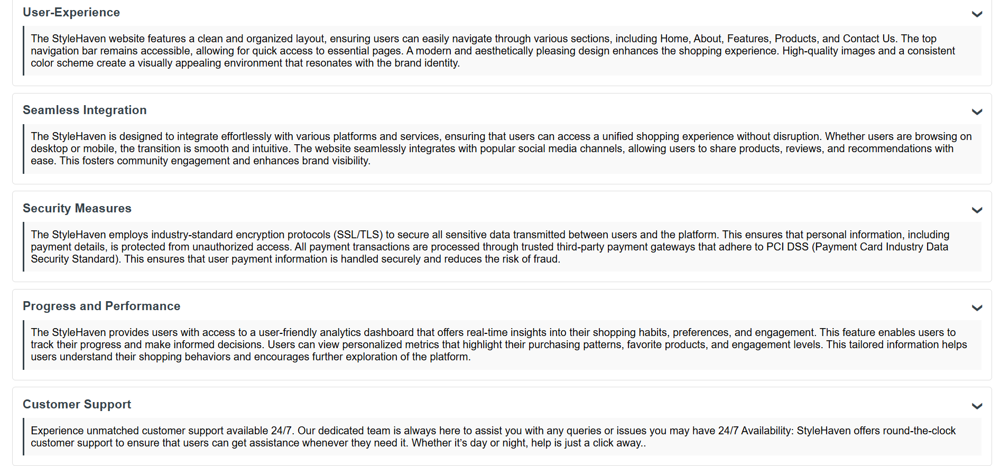 User-Experience
The StyleHaven website features a clean and organized layout, ensuring users can easily navigate through various sections, including Home, About, Features, Products, and Contact Us. The top
navigation bar remains accessible, allowing for quick access to essential pages. A modern and aesthetically pleasing design enhances the shopping experience. High-quality images and a consistent
color scheme create a visually appealing environment that resonates with the brand identity.
Seamless Integration
The StyleHaven is designed to integrate effortlessly with various platforms and services, ensuring that users can access a unified shopping experience without disruption. Whether users are browsing on
desktop or mobile, the transition is smooth and intuitive. The website seamlessly integrates with popular social media channels, allowing users to share products, reviews, and recommendations with
ease. This fosters community engagement and enhances brand visibility.
Security Measures
The StyleHaven employs industry-standard encryption protocols (SSL/TLS) to secure all sensitive data transmitted between users and the platform. This ensures that personal information, including
payment details, is protected from unauthorized access. All payment transactions are processed through trusted third-party payment gateways that adhere to PCI DSS (Payment Card Industry Data
Security Standard). This ensures that user payment information is handled securely and reduces the risk of fraud.
Progress and Performance
The StyleHaven provides users with access to a user-friendly analytics dashboard that offers real-time insights into their shopping habits, preferences, and engagement. This feature enables users to
track their progress and make informed decisions. Users can view personalized metrics that highlight their purchasing patterns, favorite products, and engagement levels. This tailored information helps
users understand their shopping behaviors and encourages further exploration of the platform.
Customer Support
Experience unmatched customer support available 24/7. Our dedicated team is always here to assist you with any queries or issues you may have 24/7 Availability: StyleHaven offers round-the-clock
customer support to ensure that users can get assistance whenever they need it. Whether it’s day or night, help is just a click away..